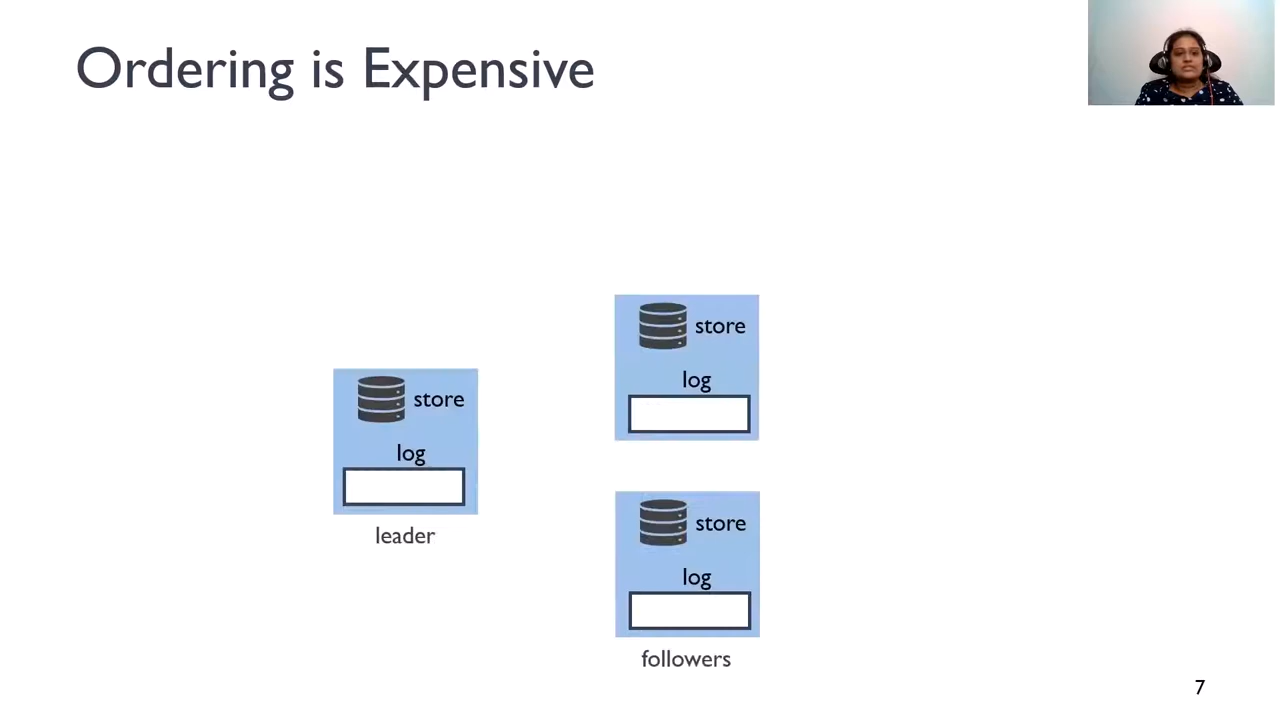 Ordering is Expensive
store
log
store
log
leader
store
log
followers
7